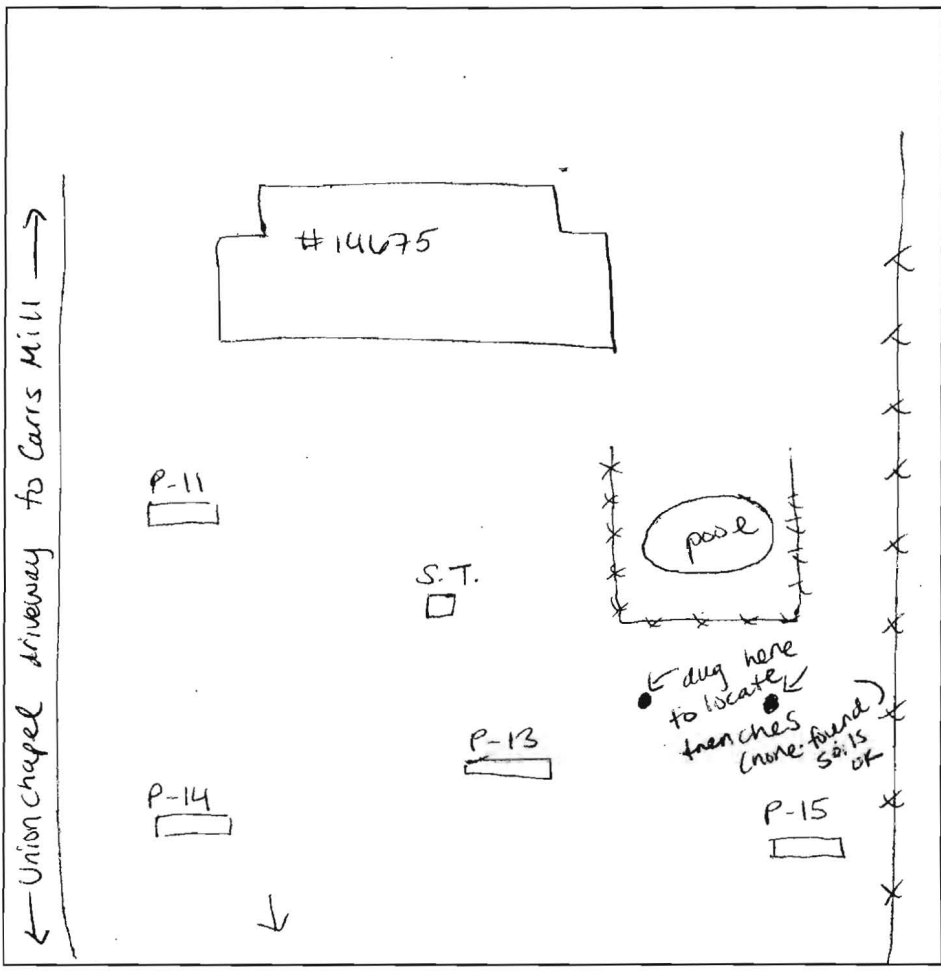 #14675
← Union chapel driveway to Carrs Mill →
P-11
pool
S.T.
← dug here
to locate
trenches
(none found)
soils
ok
P-13
P-14
P-15